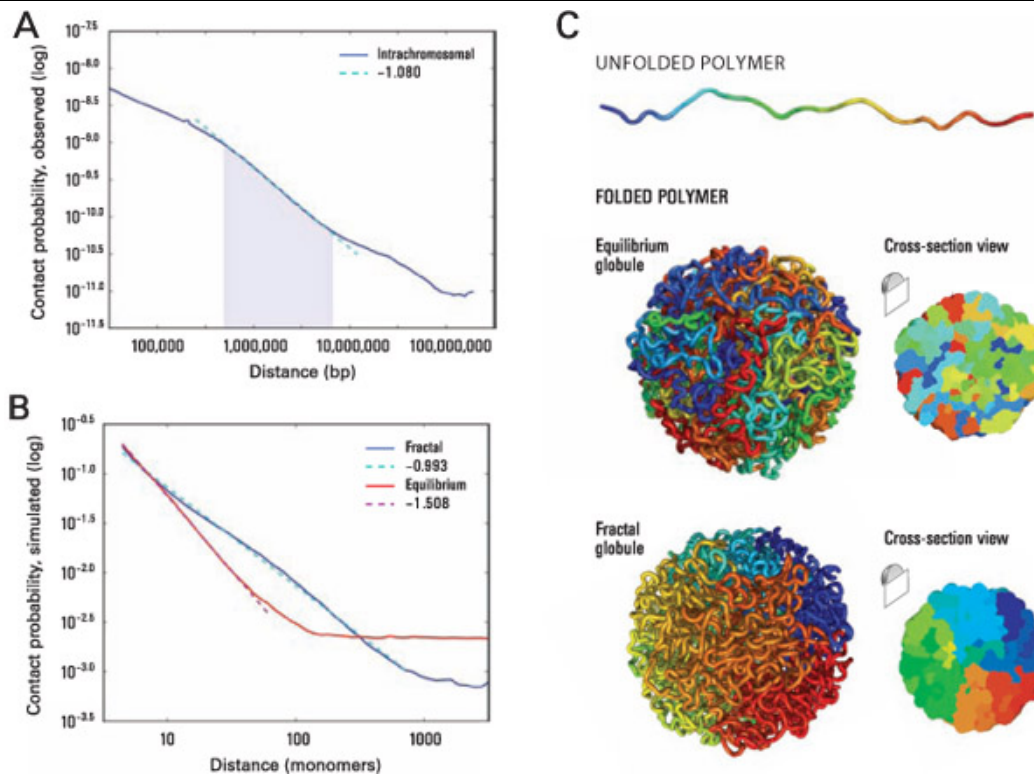 A
Contact probability, observed (log)
10^-7.5
10^-8.0
10^-8.5
10^-9.0
10^-9.5
10^-10.0
10^-10.5
10^-11.0
10^-11.5
Intrachromosomal
-1.080
100,000
1,000,000
10,000,000
100,000,000
Distance (bp)
B
Contact probability, simulated (log)
10^-0.5
10^-1.0
10^-1.5
10^-2.0
10^-2.5
10^-3.0
10^-3.5
Fractal
-0.993
Equilibrium
-1.508
10
100
1000
Distance (monomers)
C
UNFOLDED POLYMER
FOLDED POLYMER
Equilibrium
globule
Cross-section view
Fractal
globule
Cross-section view